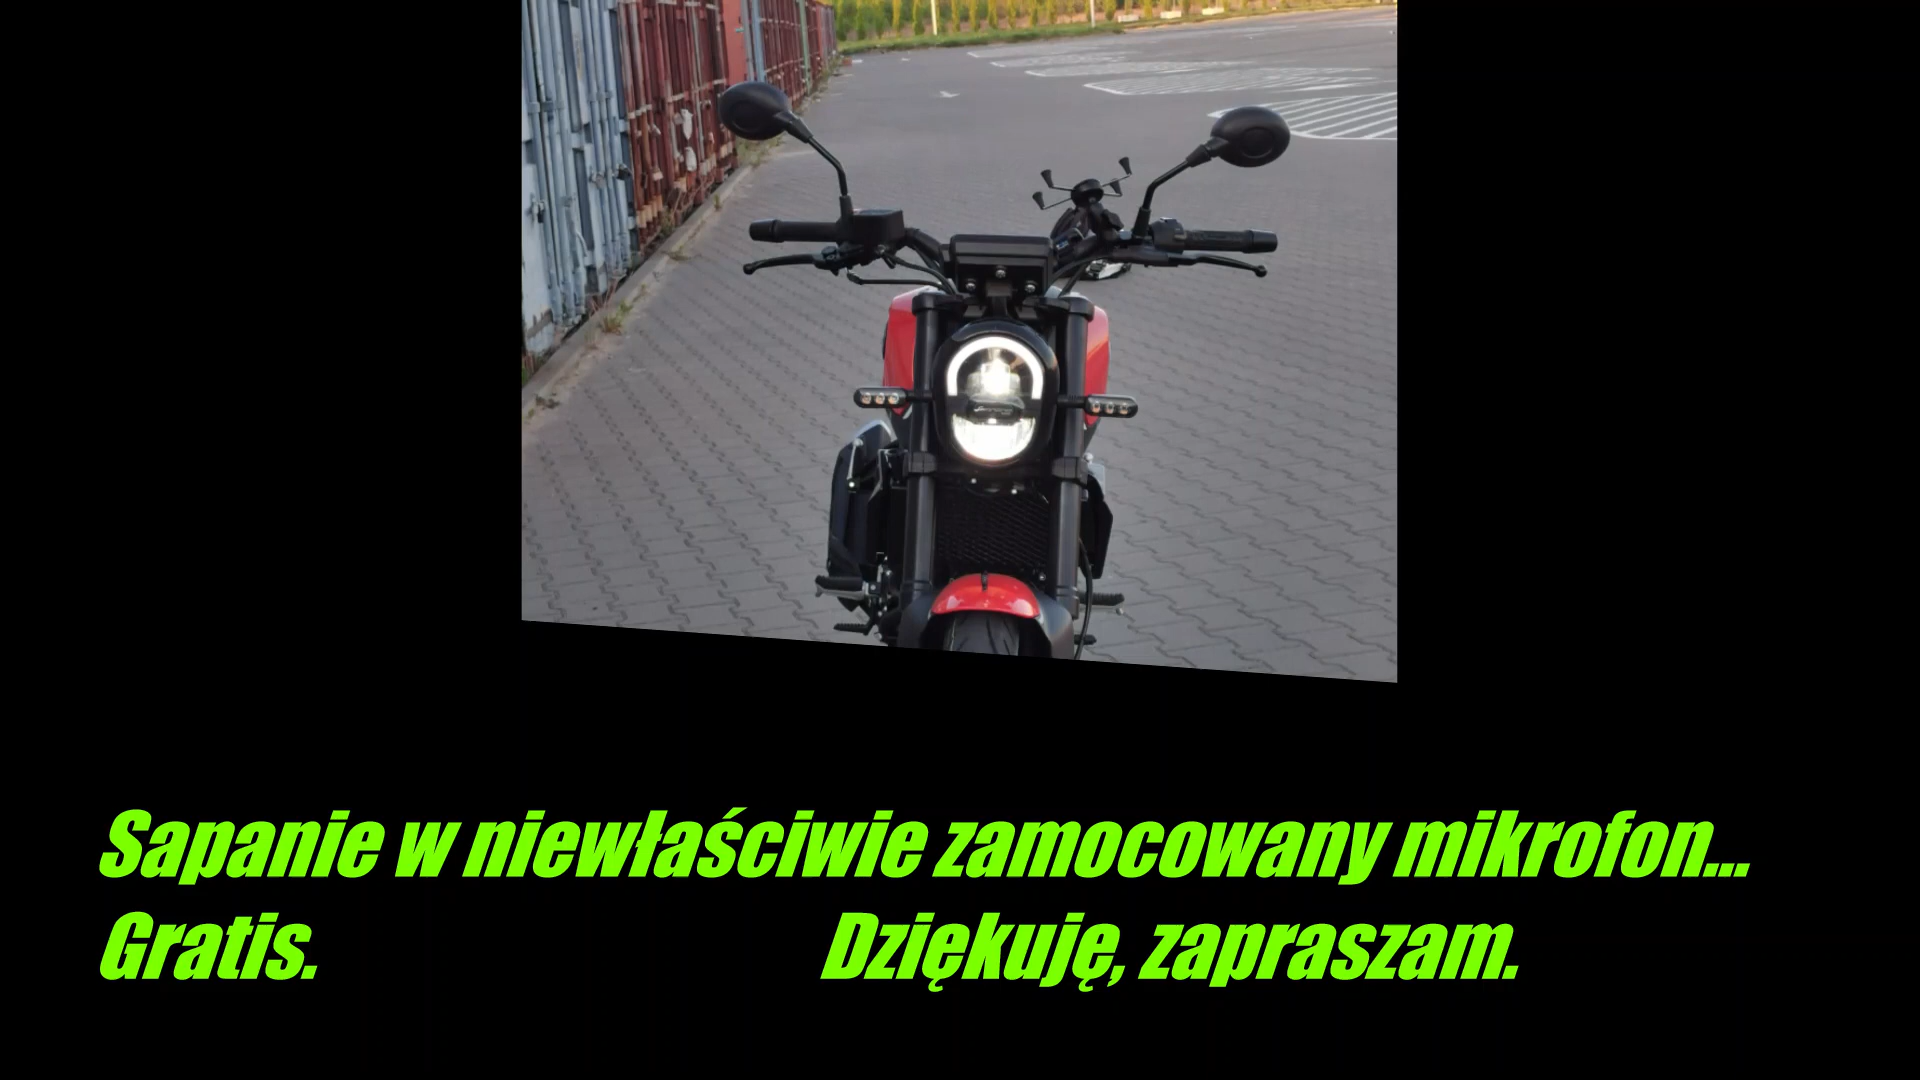 Sapanie w niewłaściwie zamocowany mikrofon...
Gratis. Dziękuję, zapraszam.